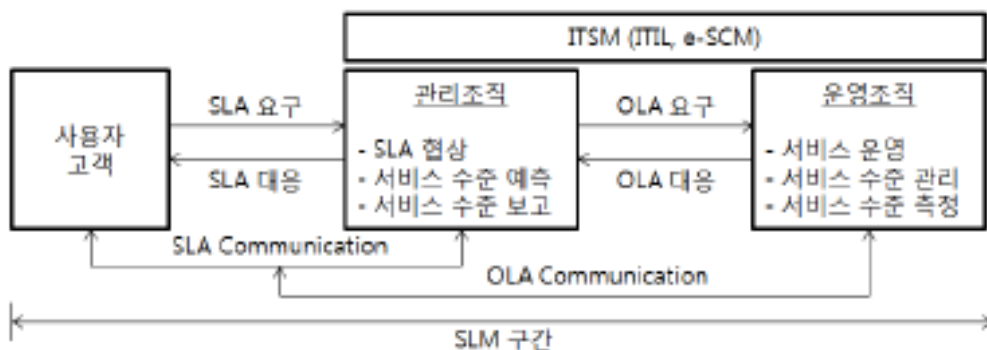 ITSM (ITIL, e-SCM)
사용자
고객
SLA 요구
SLA 대응
관리조직
- SLA 협상
- 서비스 수준 예측
- 서비스 수준 보고
OLA 요구
OLA 대응
운영조직
- 서비스 운영
- 서비스 수준 관리
- 서비스 수준 측정
SLA Communication
OLA Communication
SLM 구간